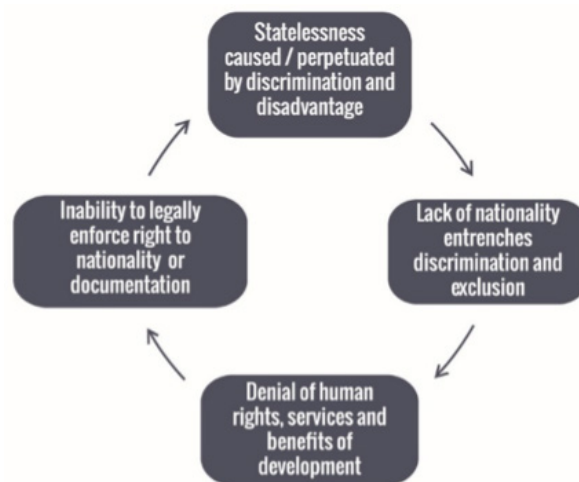 Statelessness
caused / perpetuated
by discrimination and
disadvantage
Lack of nationality
entrenches
discrimination and
exclusion
Denial of human
rights, services and
benefits of
development
Inability to legally
enforce right to
nationality or
documentation